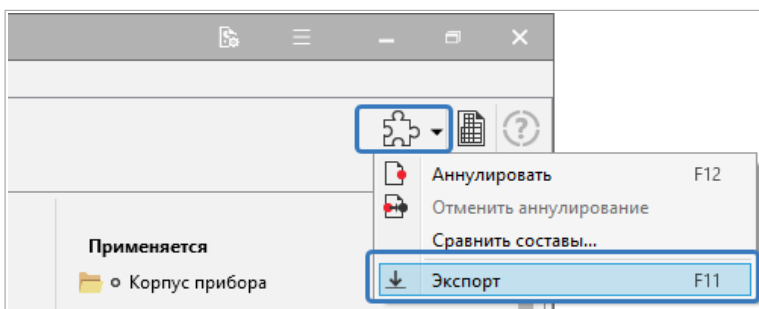 Аннулировать F12
Отменить аннулирование
Сравнить составы...
Применяется
Экспорт F11
Корпус прибора